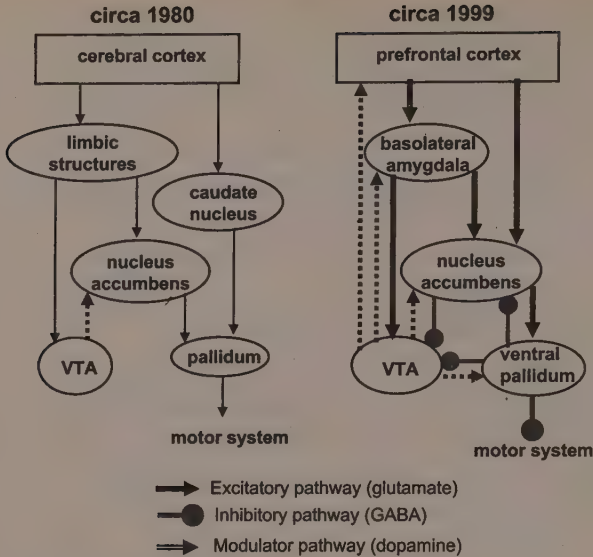 circa 1980
cerebral cortex
limbic
structures
caudate
nucleus
nucleus
accumbens
VTA
pallidum
motor system
circa 1999
prefrontal cortex
basolateral
amygdala
nucleus
accumbens
VTA
ventral
pallidum
motor system
Excitatory pathway (glutamate)
Inhibitory pathway (GABA)
Modulator pathway (dopamine)